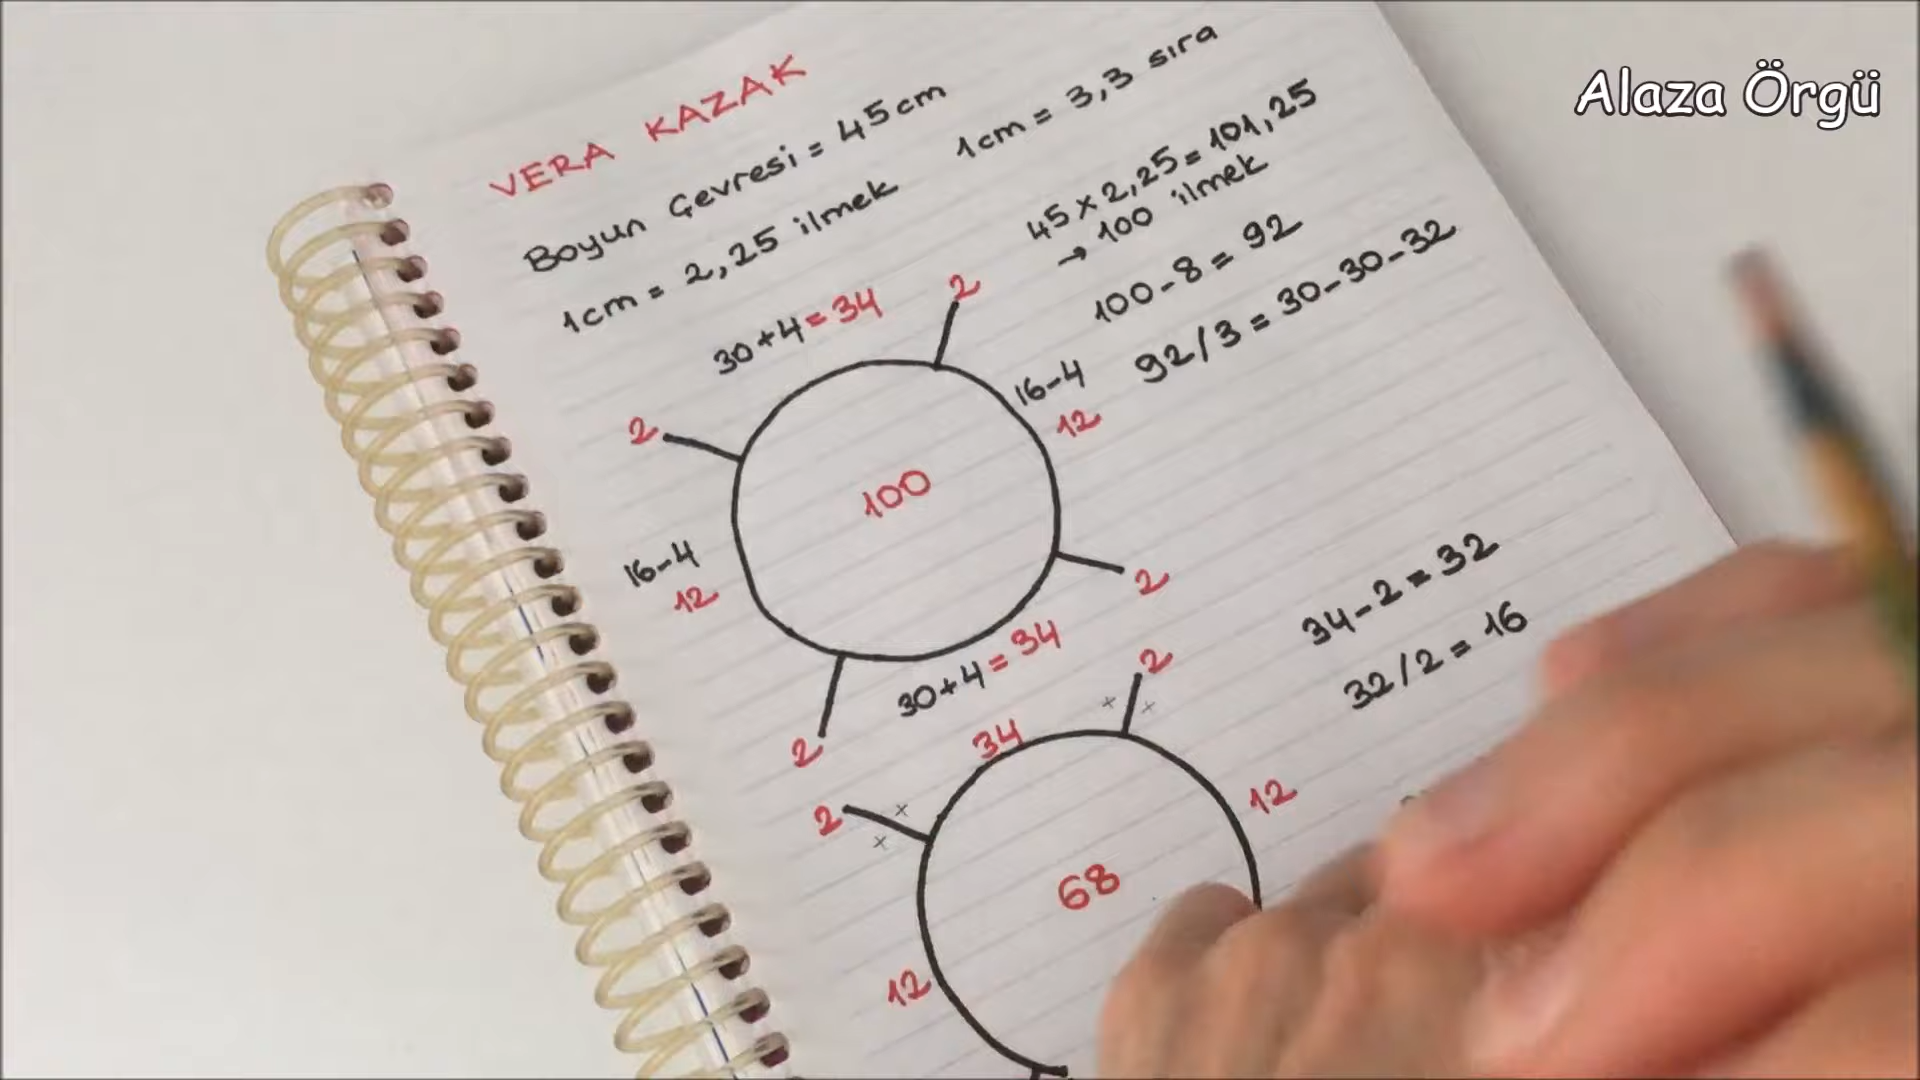 Alaza Örgü
VERA KAZAK
Boyun Çevresi = 45cm
1cm = 2,25 ilmek
1cm = 3,3 sıra
45 x 2,25 = 101,25
→ 100 ilmek
100 - 8 = 92
92 / 3 = 30 - 30 - 32
30+4 = 34
2
2
16-4
12
100
16-4
12
2
2
30+4 = 34
34 - 2 = 32
32 / 2 = 16
34
2
x x
2
x
x
12
68
12